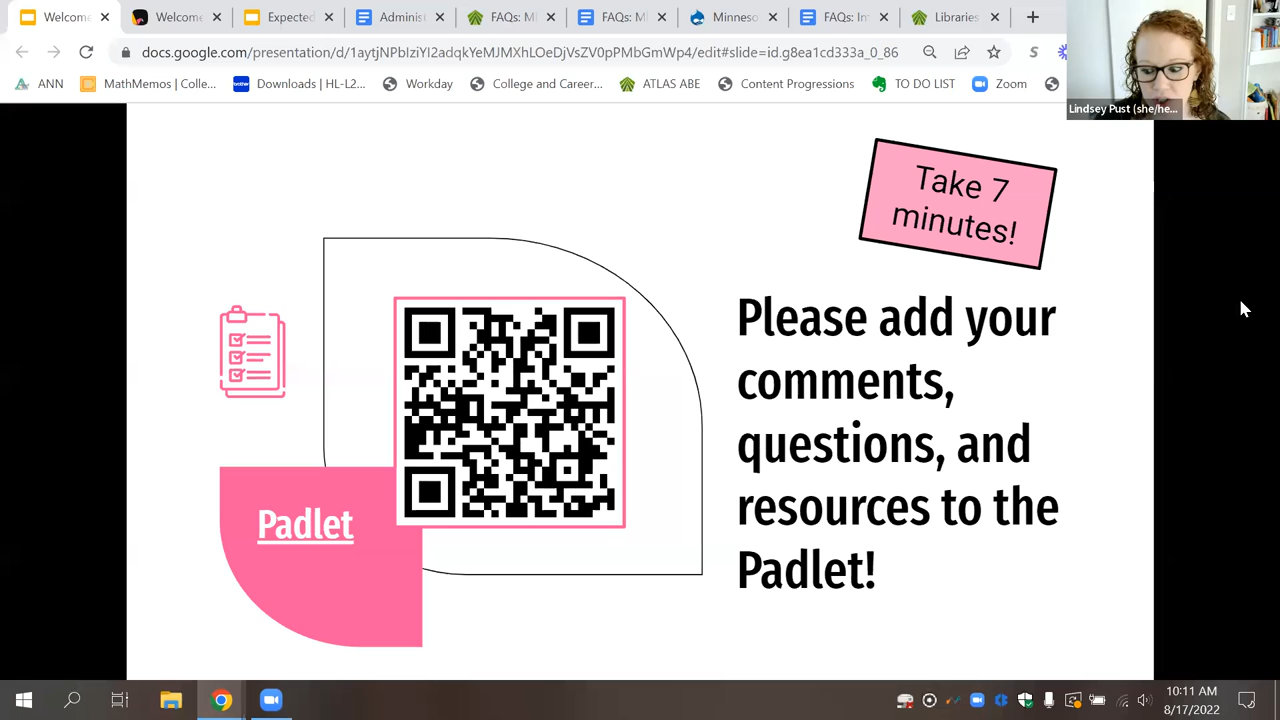 Welcome
Welcome
Expecte
Adminis
FAQs: M
FAQs: M
Minneso
FAQs: In
Libraries
docs.google.com/presentation/d/1aytjNPbIziYI2adqkYeMJMXhLOeDjVsZV0pPMbGmWp4/edit#slide=id.g8ea1cd333a_0_86
ANN
MathMemos | Colle...
Downloads | HL-L2...
Workday
College and Career...
ATLAS ABE
Content Progressions
TO DO LIST
Zoom
Lindsey Pust (she/he...
Take 7
minutes!
Please add your
comments,
questions, and
resources to the
Padlet!
Padlet
10:11 AM
8/17/2022